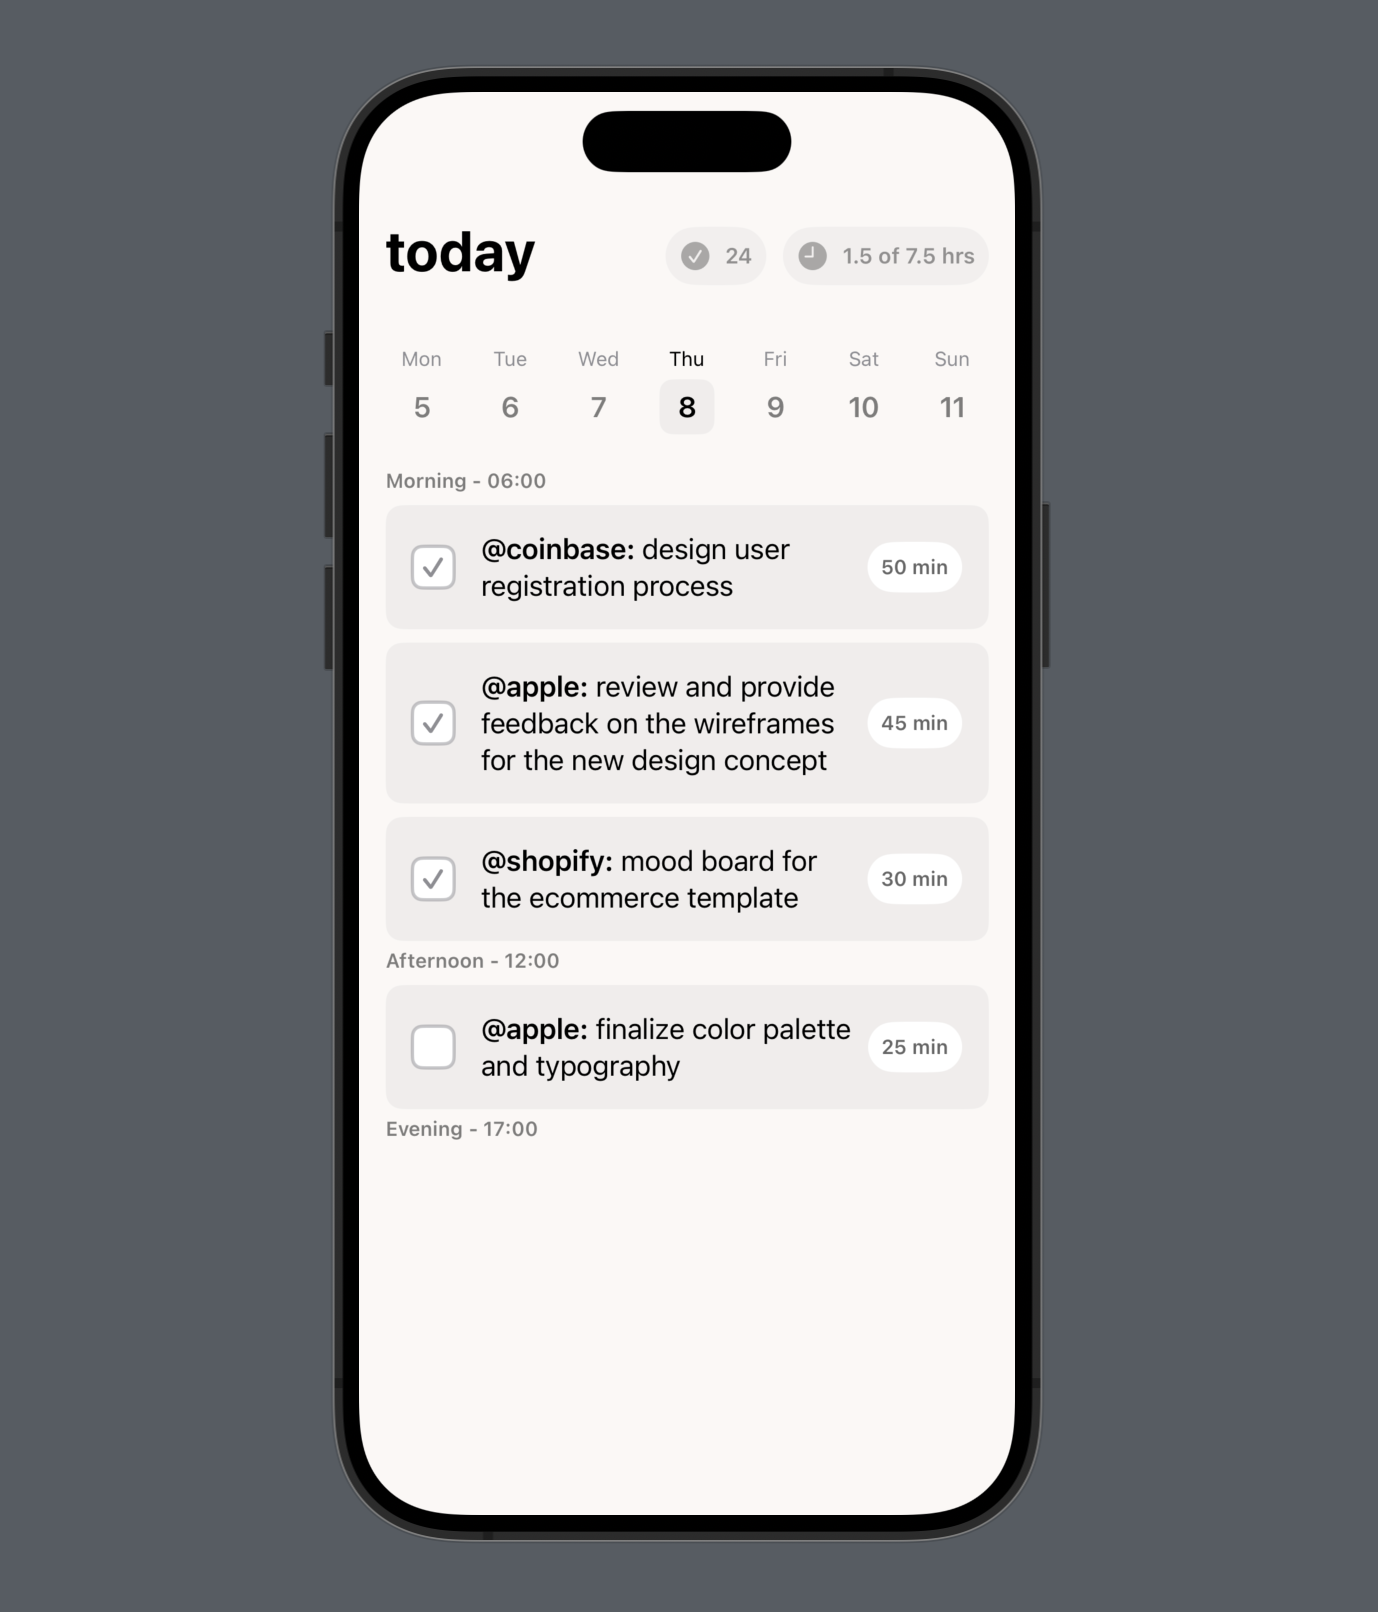 today
24
1.5 of 7.5 hrs
Mon Tue Wed Thu Fri Sat Sun
5 6 7 8 9 10 11
Morning - 06:00
@coinbase: design user
registration process
50 min
@apple: review and provide
feedback on the wireframes
for the new design concept
45 min
@shopify: mood board for
the ecommerce template
30 min
Afternoon - 12:00
@apple: finalize color palette
and typography
25 min
Evening - 17:00